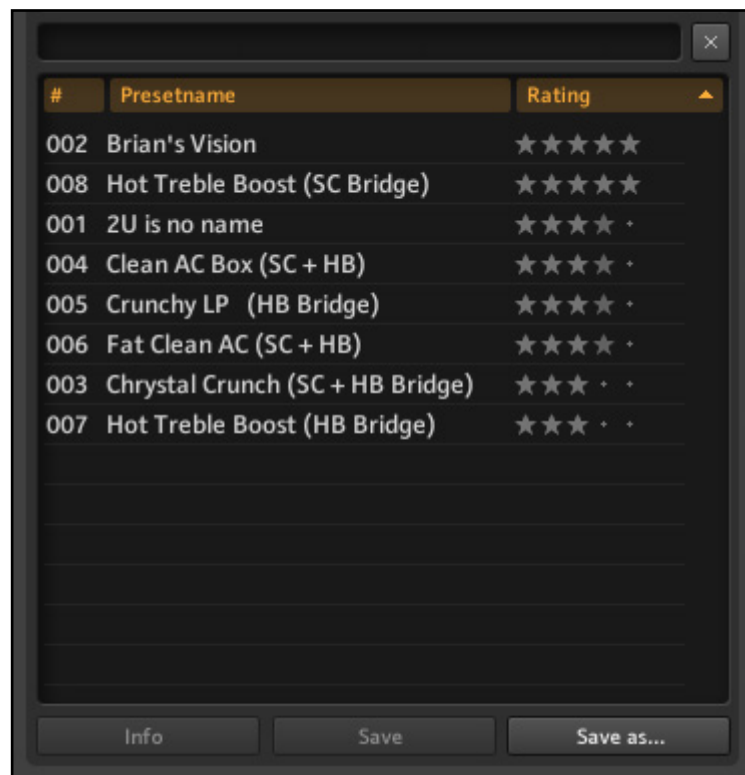 # Presetname Rating
002 Brian's Vision
008 Hot Treble Boost (SC Bridge)
001 2U is no name
004 Clean AC Box (SC + HB)
005 Crunchy LP (HB Bridge)
006 Fat Clean AC (SC + HB)
003 Chrystal Crunch (SC + HB Bridge)
007 Hot Treble Boost (HB Bridge)
Info Save Save as...